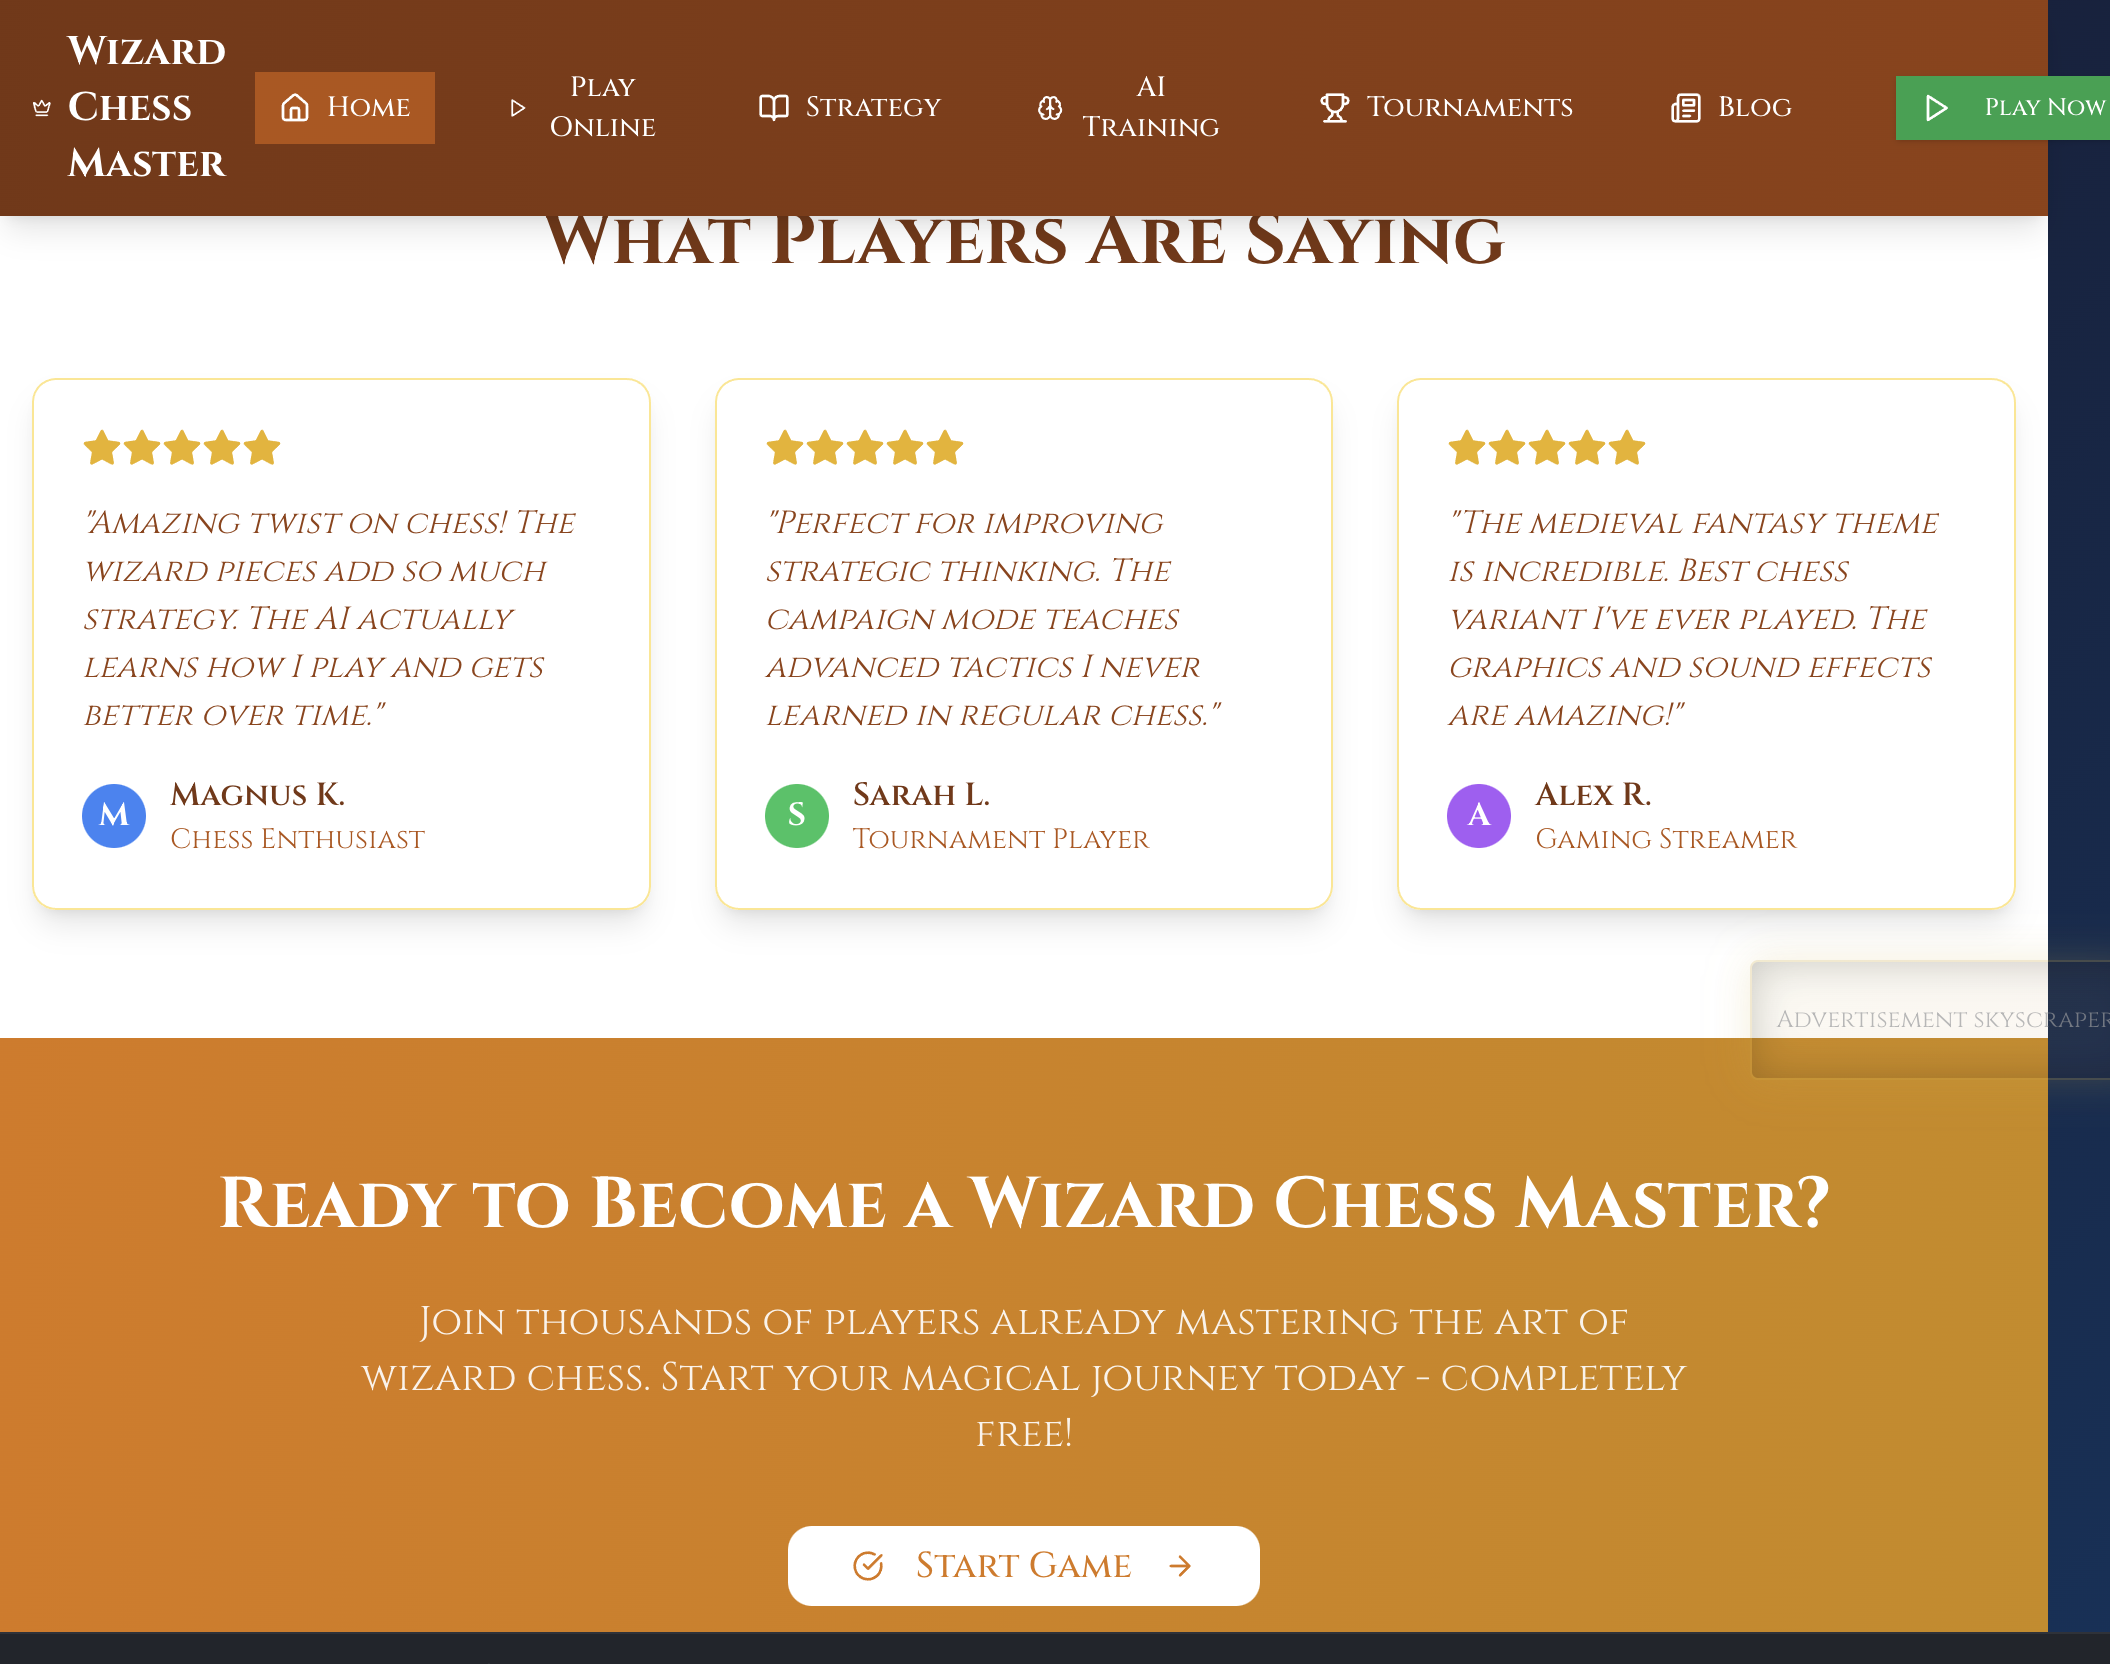 Wizard
Chess
Master
Home
Play
Online
Strategy
AI
Training
Tournaments
Blog
Play Now
What Players Are Saying
"Amazing twist on chess! The
wizard pieces add so much
strategy. The AI actually
learns how I play and gets
better over time."
M
Magnus K.
Chess Enthusiast
"Perfect for improving
strategic thinking. The
campaign mode teaches
advanced tactics I never
learned in regular chess."
S
Sarah L.
Tournament Player
"The medieval fantasy theme
is incredible. Best chess
variant I've ever played. The
graphics and sound effects
are amazing!"
A
Alex R.
Gaming Streamer
Advertisement skyscraper
Ready to Become a Wizard Chess Master?
Join thousands of players already mastering the art of
wizard chess. Start your magical journey today - completely
free!
Start Game